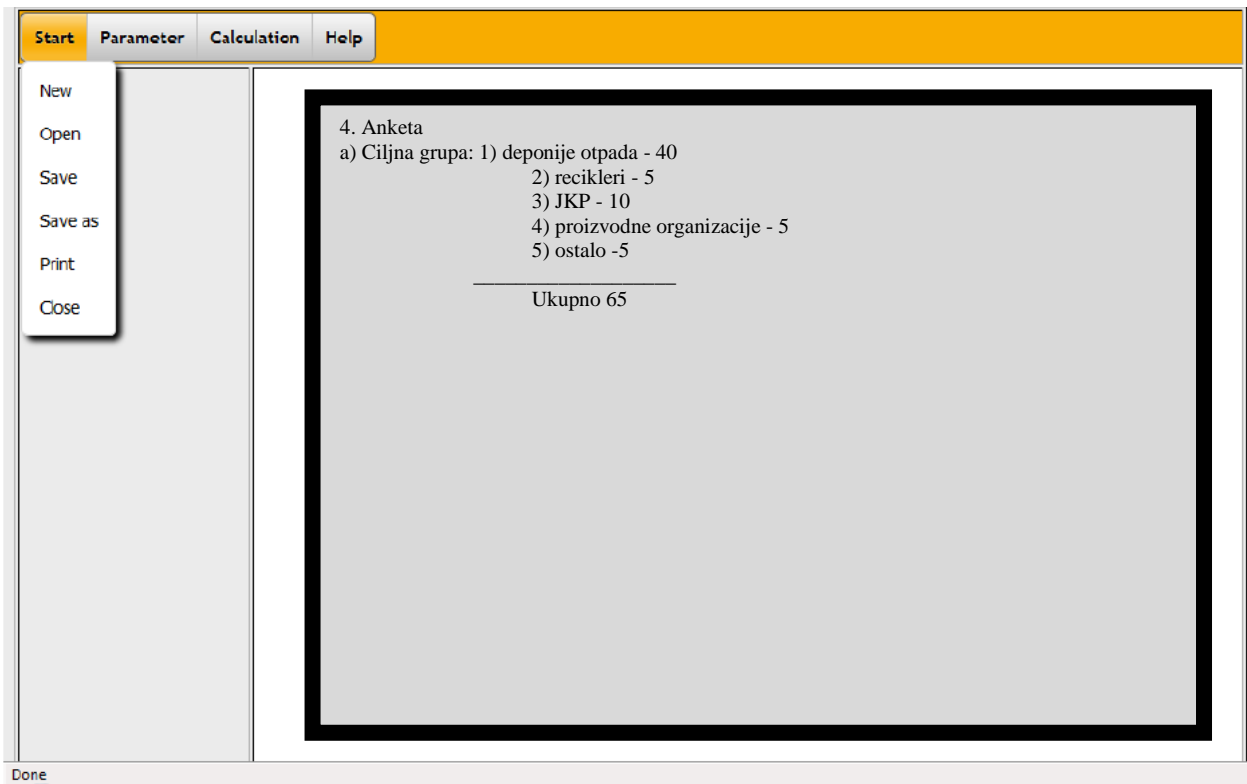 Start Parameter Calculation Help
New
Open
Save
Save as
Print
Close
4. Anketa
a) Ciljna grupa: 1) deponije otpada - 40
2) recikleri - 5
3) JKP - 10
4) proizvodne organizacije - 5
5) ostalo -5
Ukupno 65
Done